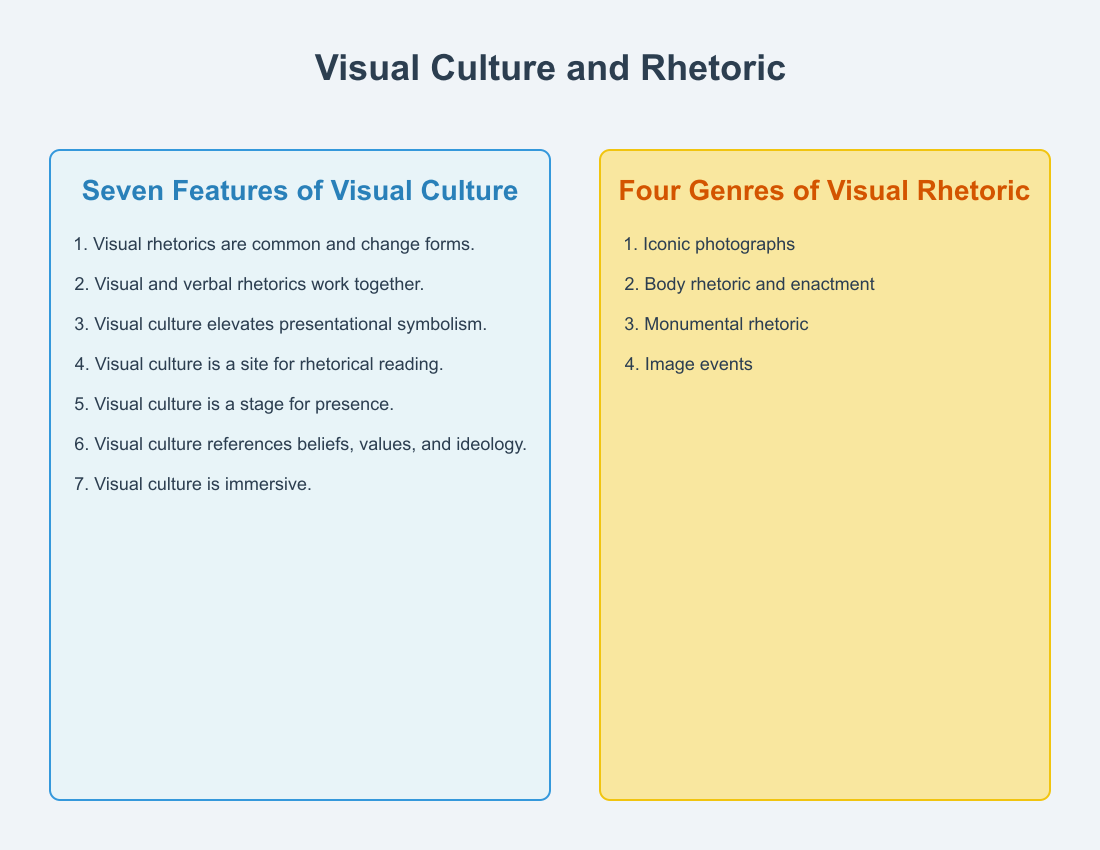 Visual Culture and Rhetoric
Seven Features of Visual Culture
1. Visual rhetorics are common and change forms.
2. Visual and verbal rhetorics work together.
3. Visual culture elevates presentational symbolism.
4. Visual culture is a site for rhetorical reading.
5. Visual culture is a stage for presence.
6. Visual culture references beliefs, values, and ideology.
7. Visual culture is immersive.
Four Genres of Visual Rhetoric
1. Iconic photographs
2. Body rhetoric and enactment
3. Monumental rhetoric
4. Image events